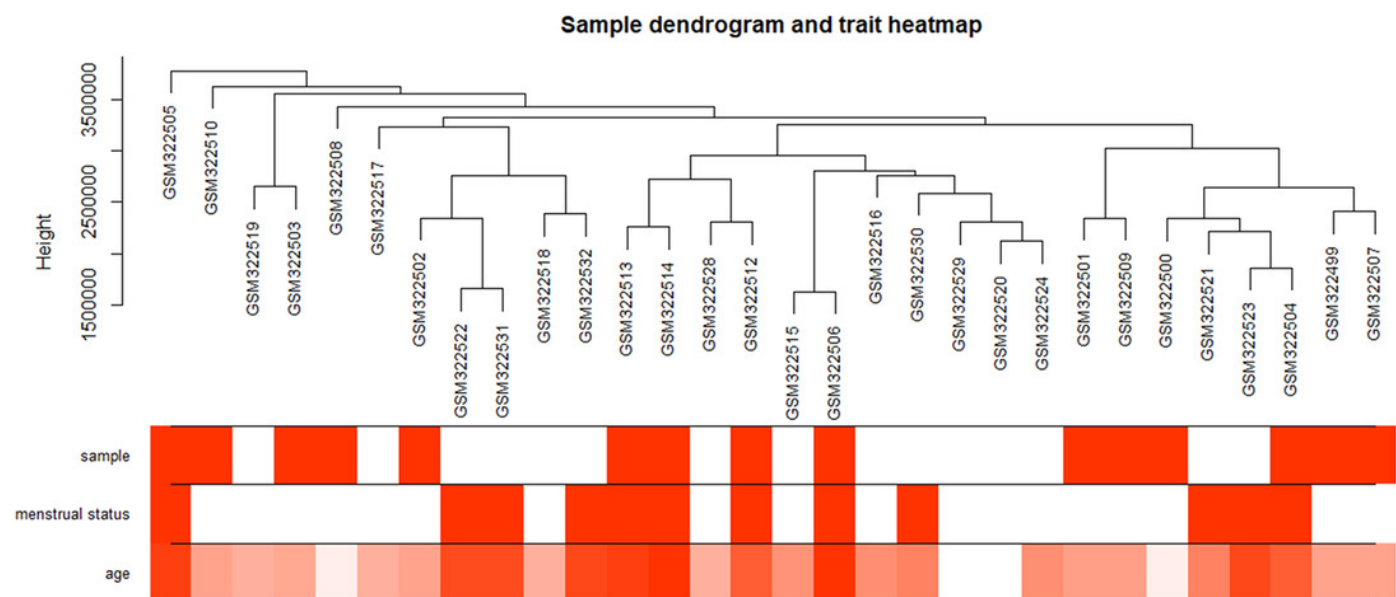 Sample dendrogram and trait heatmap
Height
3500000
2500000
1500000
GSM322505
GSM322510
GSM322519
GSM322503
GSM322508
GSM322517
GSM322502
GSM322522
GSM322531
GSM322518
GSM322532
GSM322513
GSM322514
GSM322528
GSM322512
GSM322515
GSM322506
GSM322516
GSM322530
GSM322529
GSM322520
GSM322524
GSM322501
GSM322509
GSM322500
GSM322521
GSM322523
GSM322504
GSM322499
GSM322507
sample
menstrual status
age